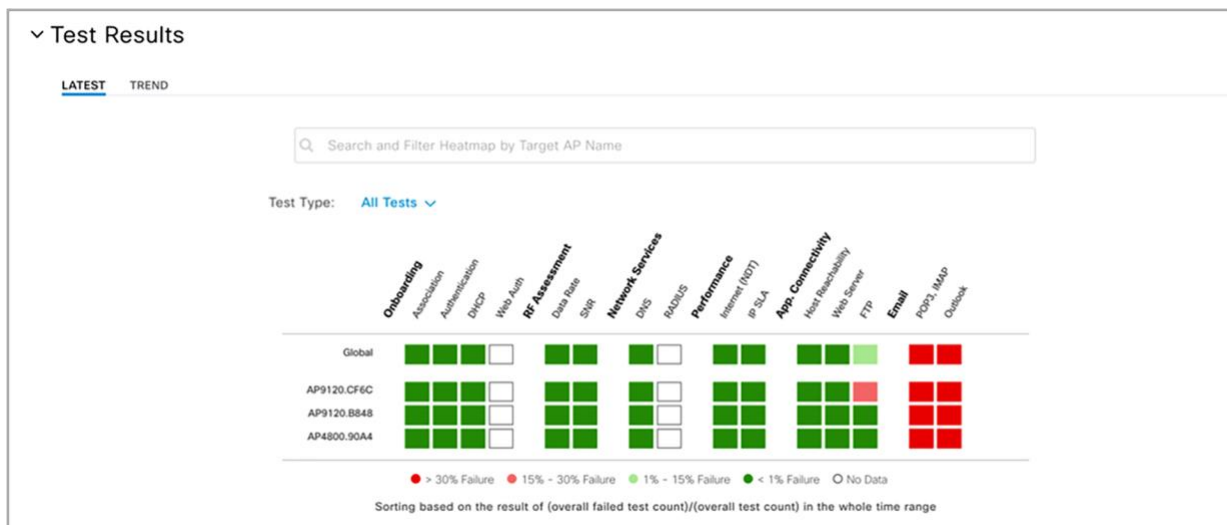 Test Results
LATEST TREND
Search and Filter Heatmap by Target AP Name
Test Type: All Tests
Onboarding
Association
Authentication
DHCP
Web Auth
RF Assessment
Data Rate
SNR
Network Services
DNS
RADIUS
Performance
Internet (NDT)
IP SLA
App. Connectivity
Host Reachability
Web Server
FTP
Email
POP3, IMAP
Outlook
Global
AP9120.CF6C
AP9120.B848
AP4800.90A4
> 30% Failure 15% - 30% Failure 1% - 15% Failure < 1% Failure No Data
Sorting based on the result of (overall failed test count)/(overall test count) in the whole time range